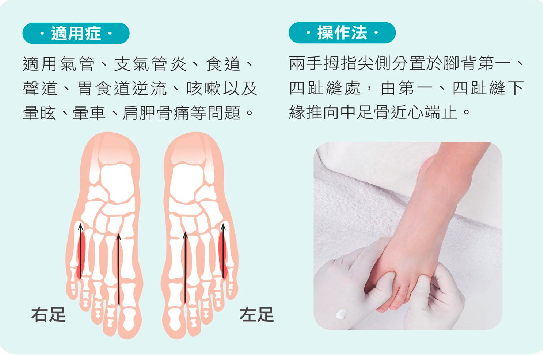 ·適用症·
適用氣管、支氣管炎、食道、
聲道、胃食道逆流、咳嗽以及
暈眩、暈車、肩胛骨痛等問題。
右足
左足
·操作法·
兩手拇指尖側分置於腳背第一、
四趾縫處，由第一、四趾縫下
緣推向中足骨近心端止。